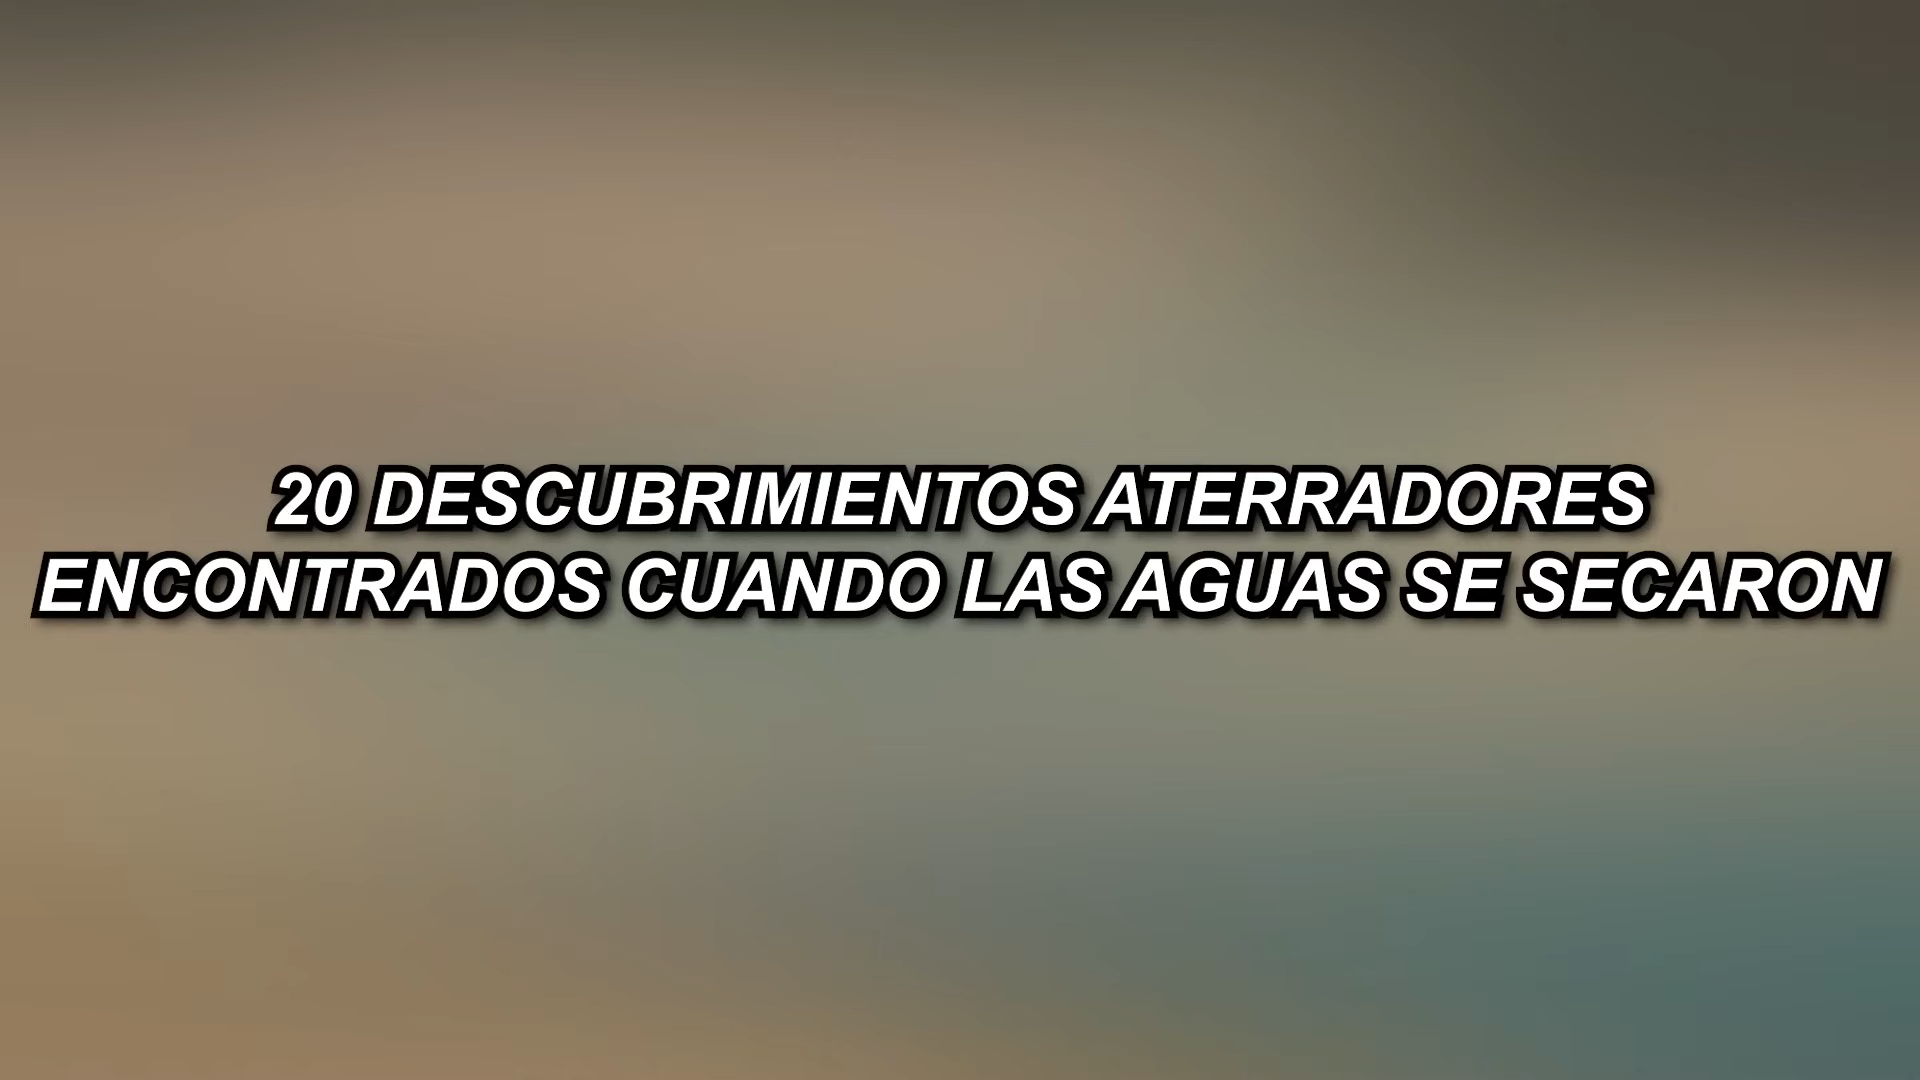 20 DESCUBRIMIENTOS ATERRADORES
ENCONTRADOS CUANDO LAS AGUAS SE SECARON